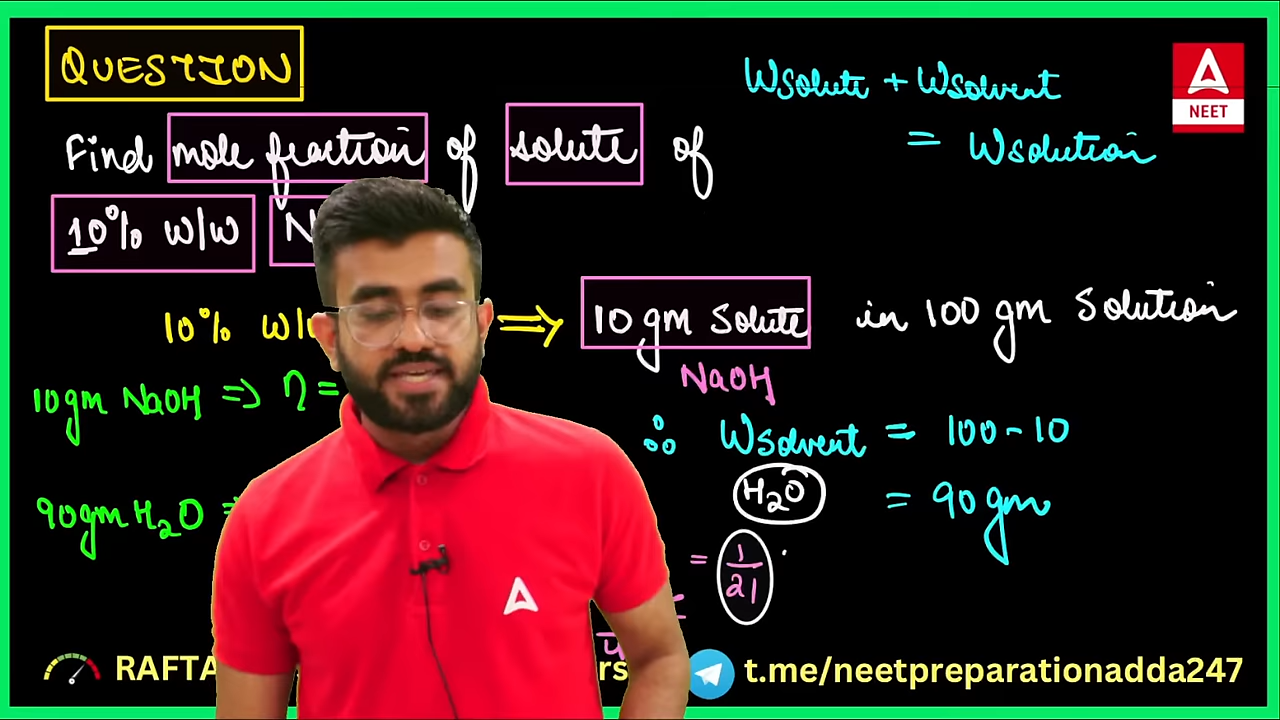 QUESTION
Wsolute + Wsolvent
= Wsolution
NEET
Find mole fraction of solute of
10% w/w N
10% w/ ⇒ 10 gm Solute in 100 gm Solution
NaOH
10gm NaOH ⇒ η =
∴ Wsolvent = 100-10
H₂O = 90 gm
90gm H₂O =
= 1/21
RAFTA
t.me/neetpreparationadda247